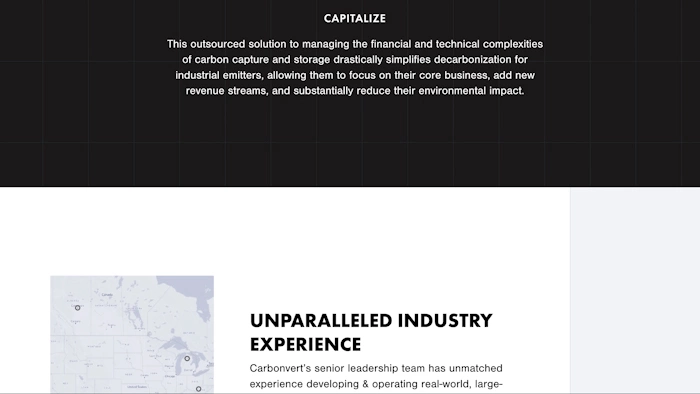 CAPITALIZE
This outsourced solution to managing the financial and technical complexities
of carbon capture and storage drastically simplifies decarbonization for
industrial emitters, allowing them to focus on their core business, add new
revenue streams, and substantially reduce their environmental impact.
UNPARALLELED INDUSTRY
EXPERIENCE
Carbonvert's senior leadership team has unmatched
experience developing & operating real-world, large-